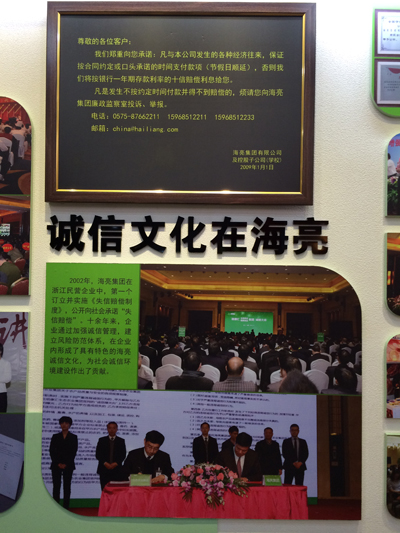 尊敬的各位客户:
我们郑重向您承诺:凡与本公司发生的各种经济往来,保证
按合同约定或口头承诺的时间支付款项(节假日顺延),否则我
们将按银行一年期存款利率的十倍赔偿利息给您。
凡是发生不按约定时间付款并得不到赔偿的,烦请您向海亮
集团廉政监察室投诉、举报。
电话:0575-87662211 15968512211 15968512233
邮箱:china@hailiang.com
海亮集团有限公司
及控股子公司(学校)
2009年1月1日
诚信文化在海亮
2002年,海亮集团在
浙江民营企业中,第一个
订立并实施《失信赔偿制
度》,公开向社会承诺“失
信赔偿”。十余年来,企
业通过加强诚信管理,建
立风险防范体系,在企业
内形成了具有特色的海亮
诚信文化,为社会诚信环
境建设作出了贡献。